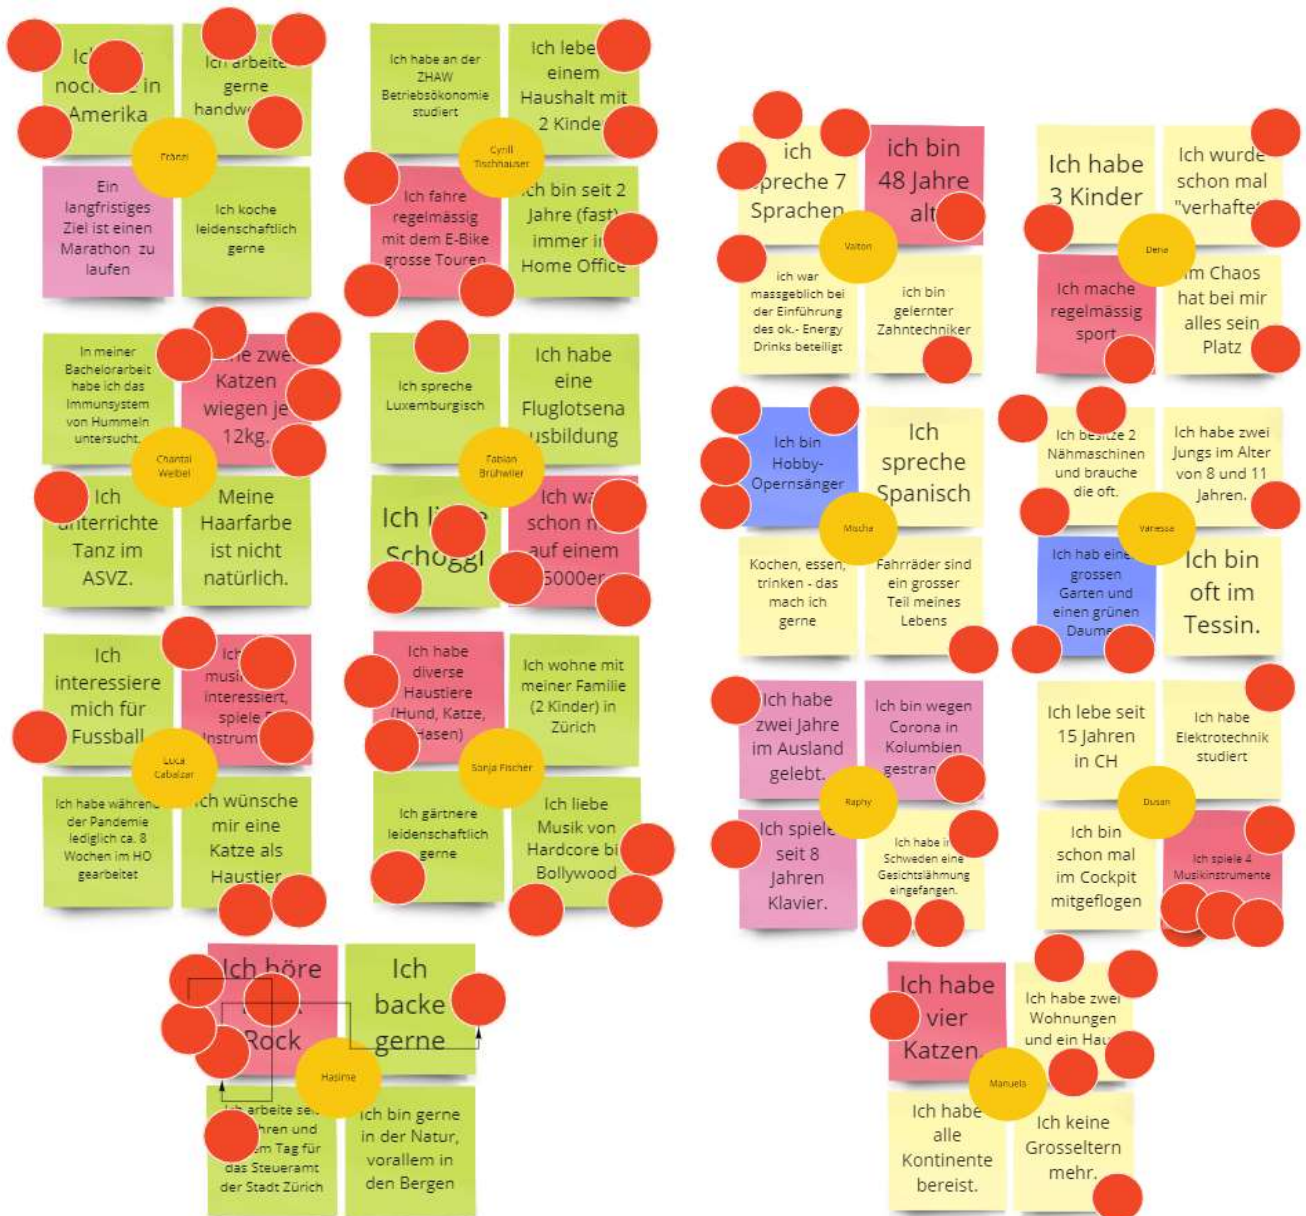 noch in
Amerika
Ich arbeite
gerne
Fränzi
Ein
langfristiges
Ziel ist einen
Marathon zu
laufen
Ich koche
leidenschaftlich
gerne
Ich habe an der
ZHAW
Betriebsökonomie
studiert
Ich lebe
einem
Haushalt mit
2 Kinde
Cyrill
Tischhauser
Ich fahre
regelmässig
mit dem E-Bike
grosse Touren
Ich bin seit 2
Jahre (fast)
immer im
Home Office
In meiner
Bachelorarbeit
habe ich das
Immunsystem
von Hummeln
untersucht.
zwei
Katzen
wiegen je
12kg.
Chantal
Weibel
Ich
unterrichte
Tanz im
ASVZ.
Meine
Haarfarbe
ist nicht
natürlich.
Ich spreche
Luxemburgisch
Ich habe
eine
Fluglotsena
usbildung
Fabian
Brühwiler
Ich liebe
Schoggi
Ich war
schon
auf einem
5000er
Ich
interessiere
mich für
Fussball
Ich
interessiert,
spiele
Luca
Cabalzar
Ich habe während
der Pandemie
lediglich ca. 8
Wochen im HO
gearbeitet
Ich wünsche
mir eine
Katze als
Haustier
Ich habe
diverse
Haustiere
(Hund, Katze,
Hasen)
Ich wohne mit
meiner Familie
(2 Kinder) in
Zürich
Sonja Fischer
Ich gärtnere
leidenschaftlich
gerne
Ich liebe
Musik von
Hardcore bi
Bollywood
Ich höre
Rock
Ich
backe
gerne
Hasime
Ich arbeite seit
Tag für
das Steueramt
der Stadt Zürich
Ich bin gerne
in der Natur,
vorallem in
den Bergen
ich
spreche 7
Sprachen
ich bin
48 Jahre
alt
Valton
ich war
massgeblich bei
der Einführung
des ok.- Energy
Drinks beteiligt
ich bin
gelernter
Zahntechniker
Ich habe
3 Kinder
Ich wurde
schon mal
"verhaftet"
Dena
Ich mache
regelmässig
sport
Im Chaos
hat bei mir
alles sein
Platz
Ich bin
Hobby-
Opernsänger
Ich
spreche
Spanisch
Mischa
Kochen, essen,
trinken - das
mach ich
gerne
Fahrräder sind
ein grosser
Teil meines
Lebens
Ich besitze 2
Nähmaschinen
und brauche
die oft.
Ich habe zwei
Jungs im Alter
von 8 und 11
Jahren.
Vanessa
Ich hab einen
grossen
Garten und
einen grünen
Daume
Ich bin
oft im
Tessin.
Ich habe
zwei Jahre
im Ausland
gelebt.
Ich bin wegen
Corona in
Kolumbien
gestran
Raphy
Ich spiele
seit 8
Jahren
Klavier.
Ich habe in
Schweden eine
Gesichtslähmung
eingefangen.
Ich lebe seit
15 Jahren
in CH
Ich habe
Elektrotechnik
studiert
Dusan
Ich bin
schon mal
im Cockpit
mitgeflogen
Ich spiele 4
Musikinstrumente
Ich habe
vier
Katzen.
Ich habe zwei
Wohnungen
und ein Hau
Manuela
Ich habe
alle
Kontinente
bereist.
Ich keine
Grosseltern
mehr.